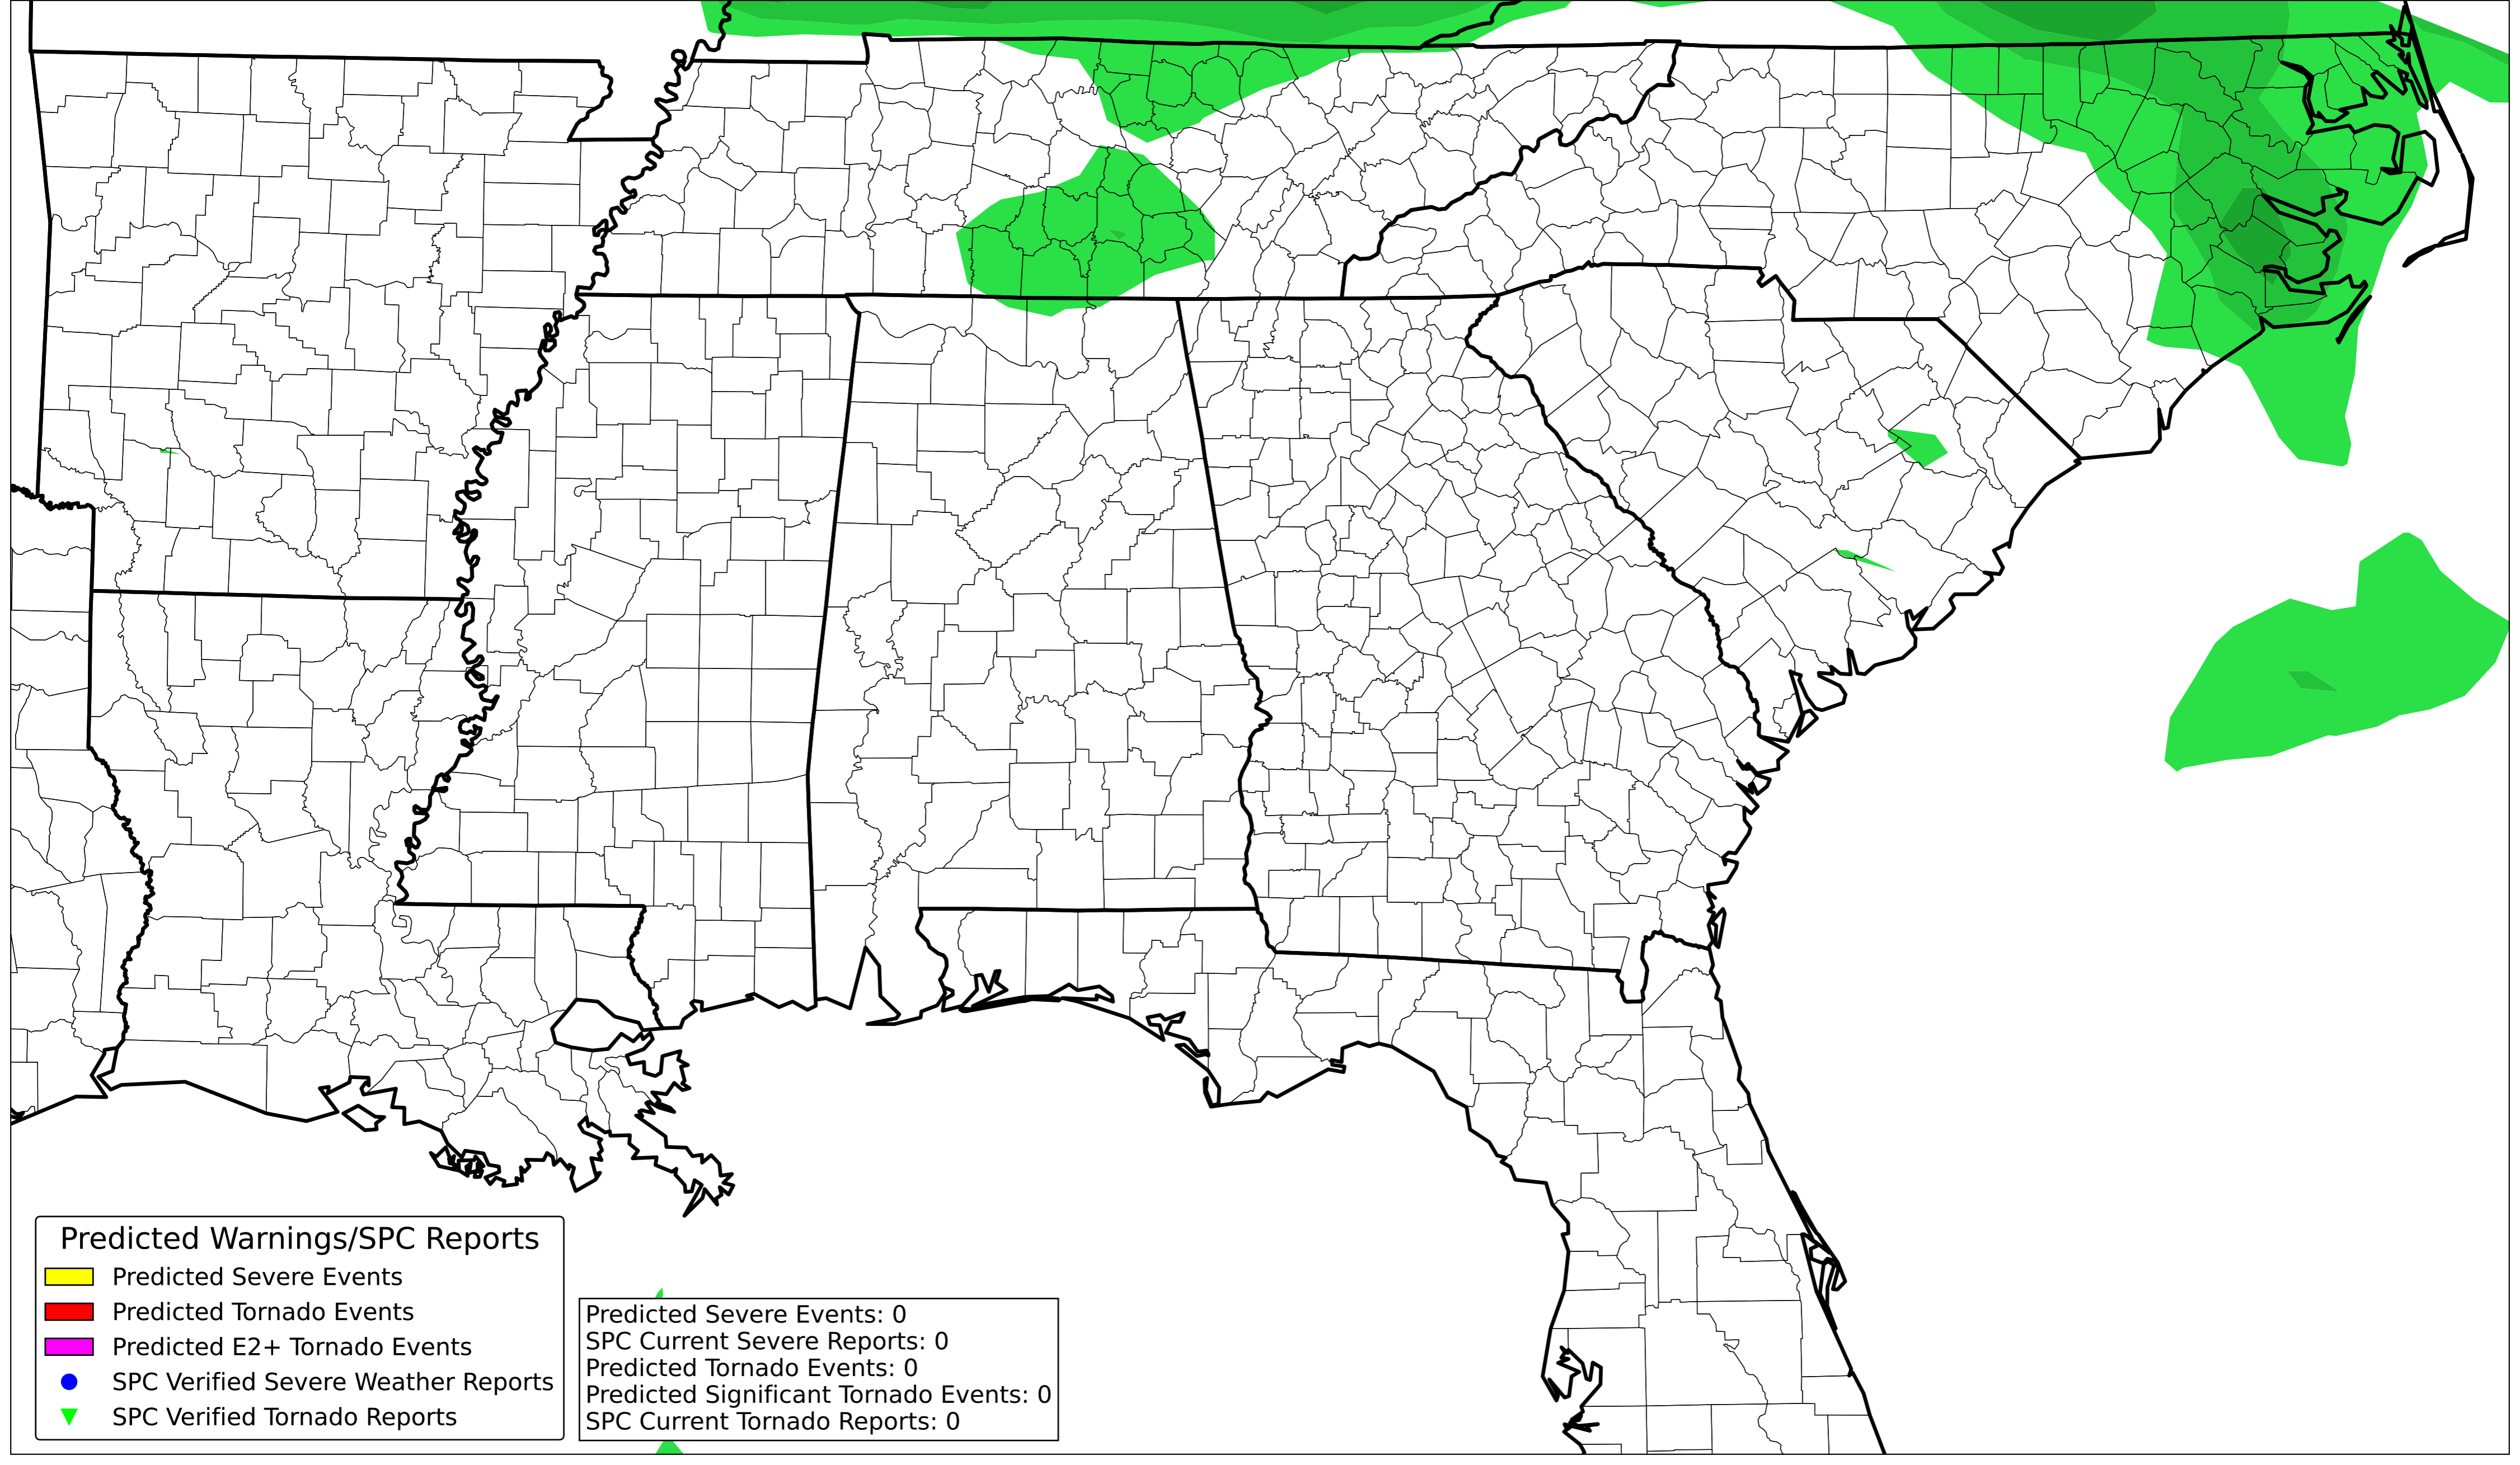 Predicted Warnings/SPC Reports
Predicted Severe Events
Predicted Tornado Events
Predicted E2+ Tornado Events
SPC Verified Severe Weather Reports
SPC Verified Tornado Reports
Predicted Severe Events: 0
SPC Current Severe Reports: 0
Predicted Tornado Events: 0
Predicted Significant Tornado Events: 0
SPC Current Tornado Reports: 0